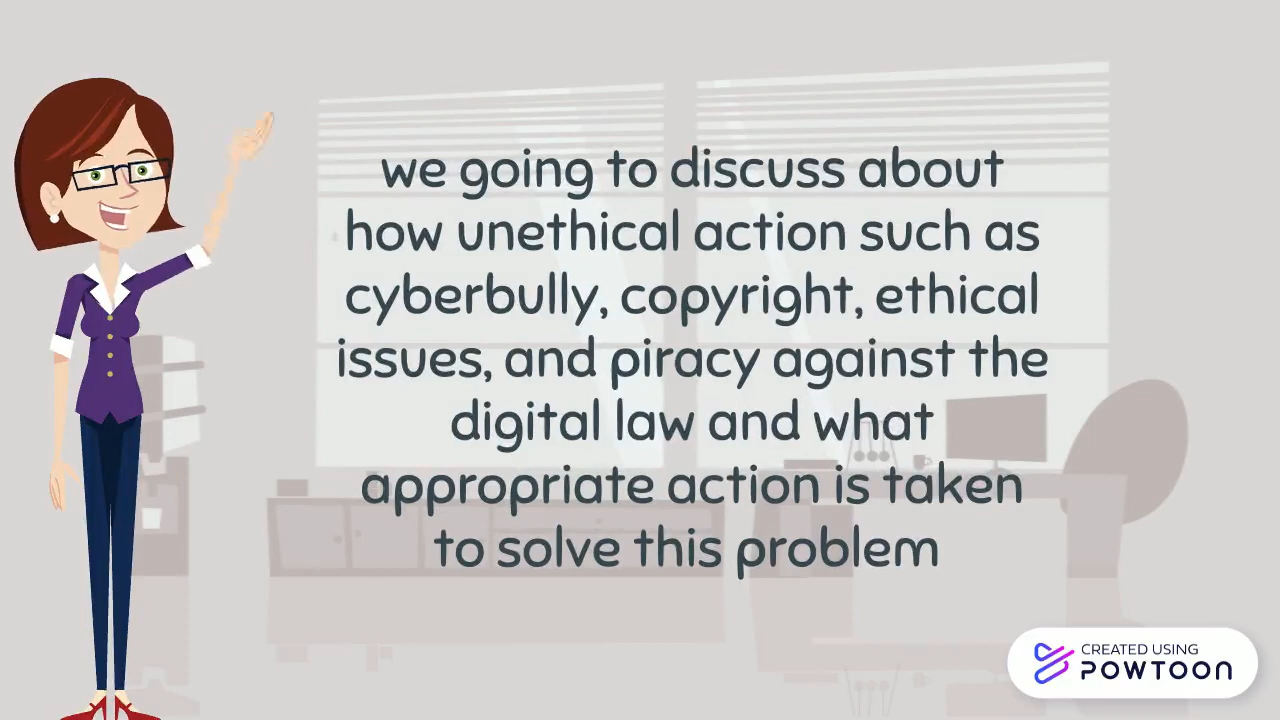 we going to discuss about
how unethical action such as
cyberbully, copyright, ethical
issues, and piracy against the
digital law and what
appropriate action is taken
to solve this problem
CREATED USING
POWTOON